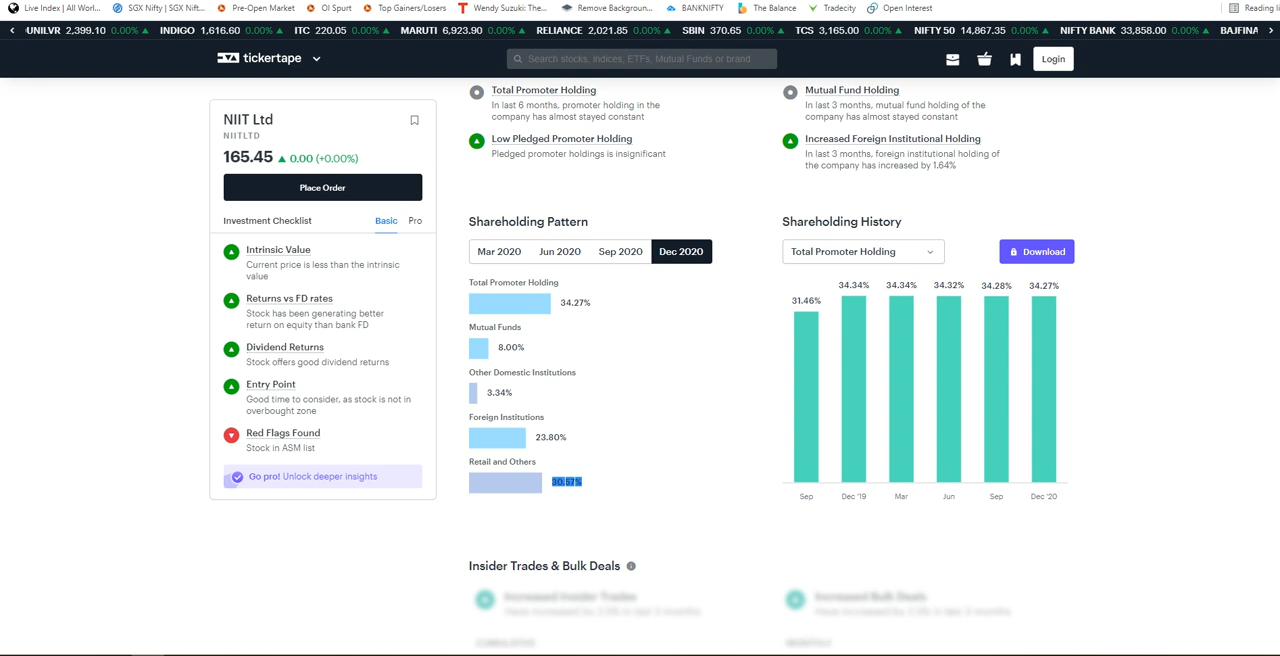 Live Index | All Worl...
SGX Nifty | SGX Nift...
Pre-Open Market
OI Spurt
Top Gainers/Losers
Wendy Suzuki: The...
Remove Backgroun...
BANKNIFTY
The Balance
Tradecity
Open Interest
Reading li
UNILVR 2,399.10 0.00% ▲ INDIGO 1,616.60 0.00% ▲ ITC 220.05 0.00% ▲ MARUTI 6,923.90 0.00% ▲ RELIANCE 2,021.85 0.00% ▲ SBIN 370.65 0.00% ▲ TCS 3,165.00 0.00% ▲ NIFTY 50 14,867.35 0.00% ▲ NIFTY BANK 33,858.00 0.00% ▲ BAJFINA
tickertape
Search stocks, indices, ETFs, Mutual Funds or brand
Login
NIIT Ltd
NIITLTD
165.45 ▲ 0.00 (+0.00%)
Place Order
Investment Checklist
Basic
Pro
Intrinsic Value
Current price is less than the intrinsic
value
Returns vs FD rates
Stock has been generating better
return on equity than bank FD
Dividend Returns
Stock offers good dividend returns
Entry Point
Good time to consider, as stock is not in
overbought zone
Red Flags Found
Stock in ASM list
Go pro! Unlock deeper insights
Total Promoter Holding
In last 6 months, promoter holding in the
company has almost stayed constant
Low Pledged Promoter Holding
Pledged promoter holdings is insignificant
Mutual Fund Holding
In last 3 months, mutual fund holding of the
company has almost stayed constant
Increased Foreign Institutional Holding
In last 3 months, foreign institutional holding of
the company has increased by 1.64%
Shareholding Pattern
Mar 2020 Jun 2020 Sep 2020 Dec 2020
Total Promoter Holding
34.27%
Mutual Funds
8.00%
Other Domestic Institutions
3.34%
Foreign Institutions
23.80%
Retail and Others
30.57%
Shareholding History
Total Promoter Holding
Download
31.46% 34.34% 34.34% 34.32% 34.28% 34.27%
Sep Dec '19 Mar Jun Sep Dec '20
Insider Trades & Bulk Deals
Increased Insider Trades
Increased Bulk Deals
CUMULATIVE
MONTHLY